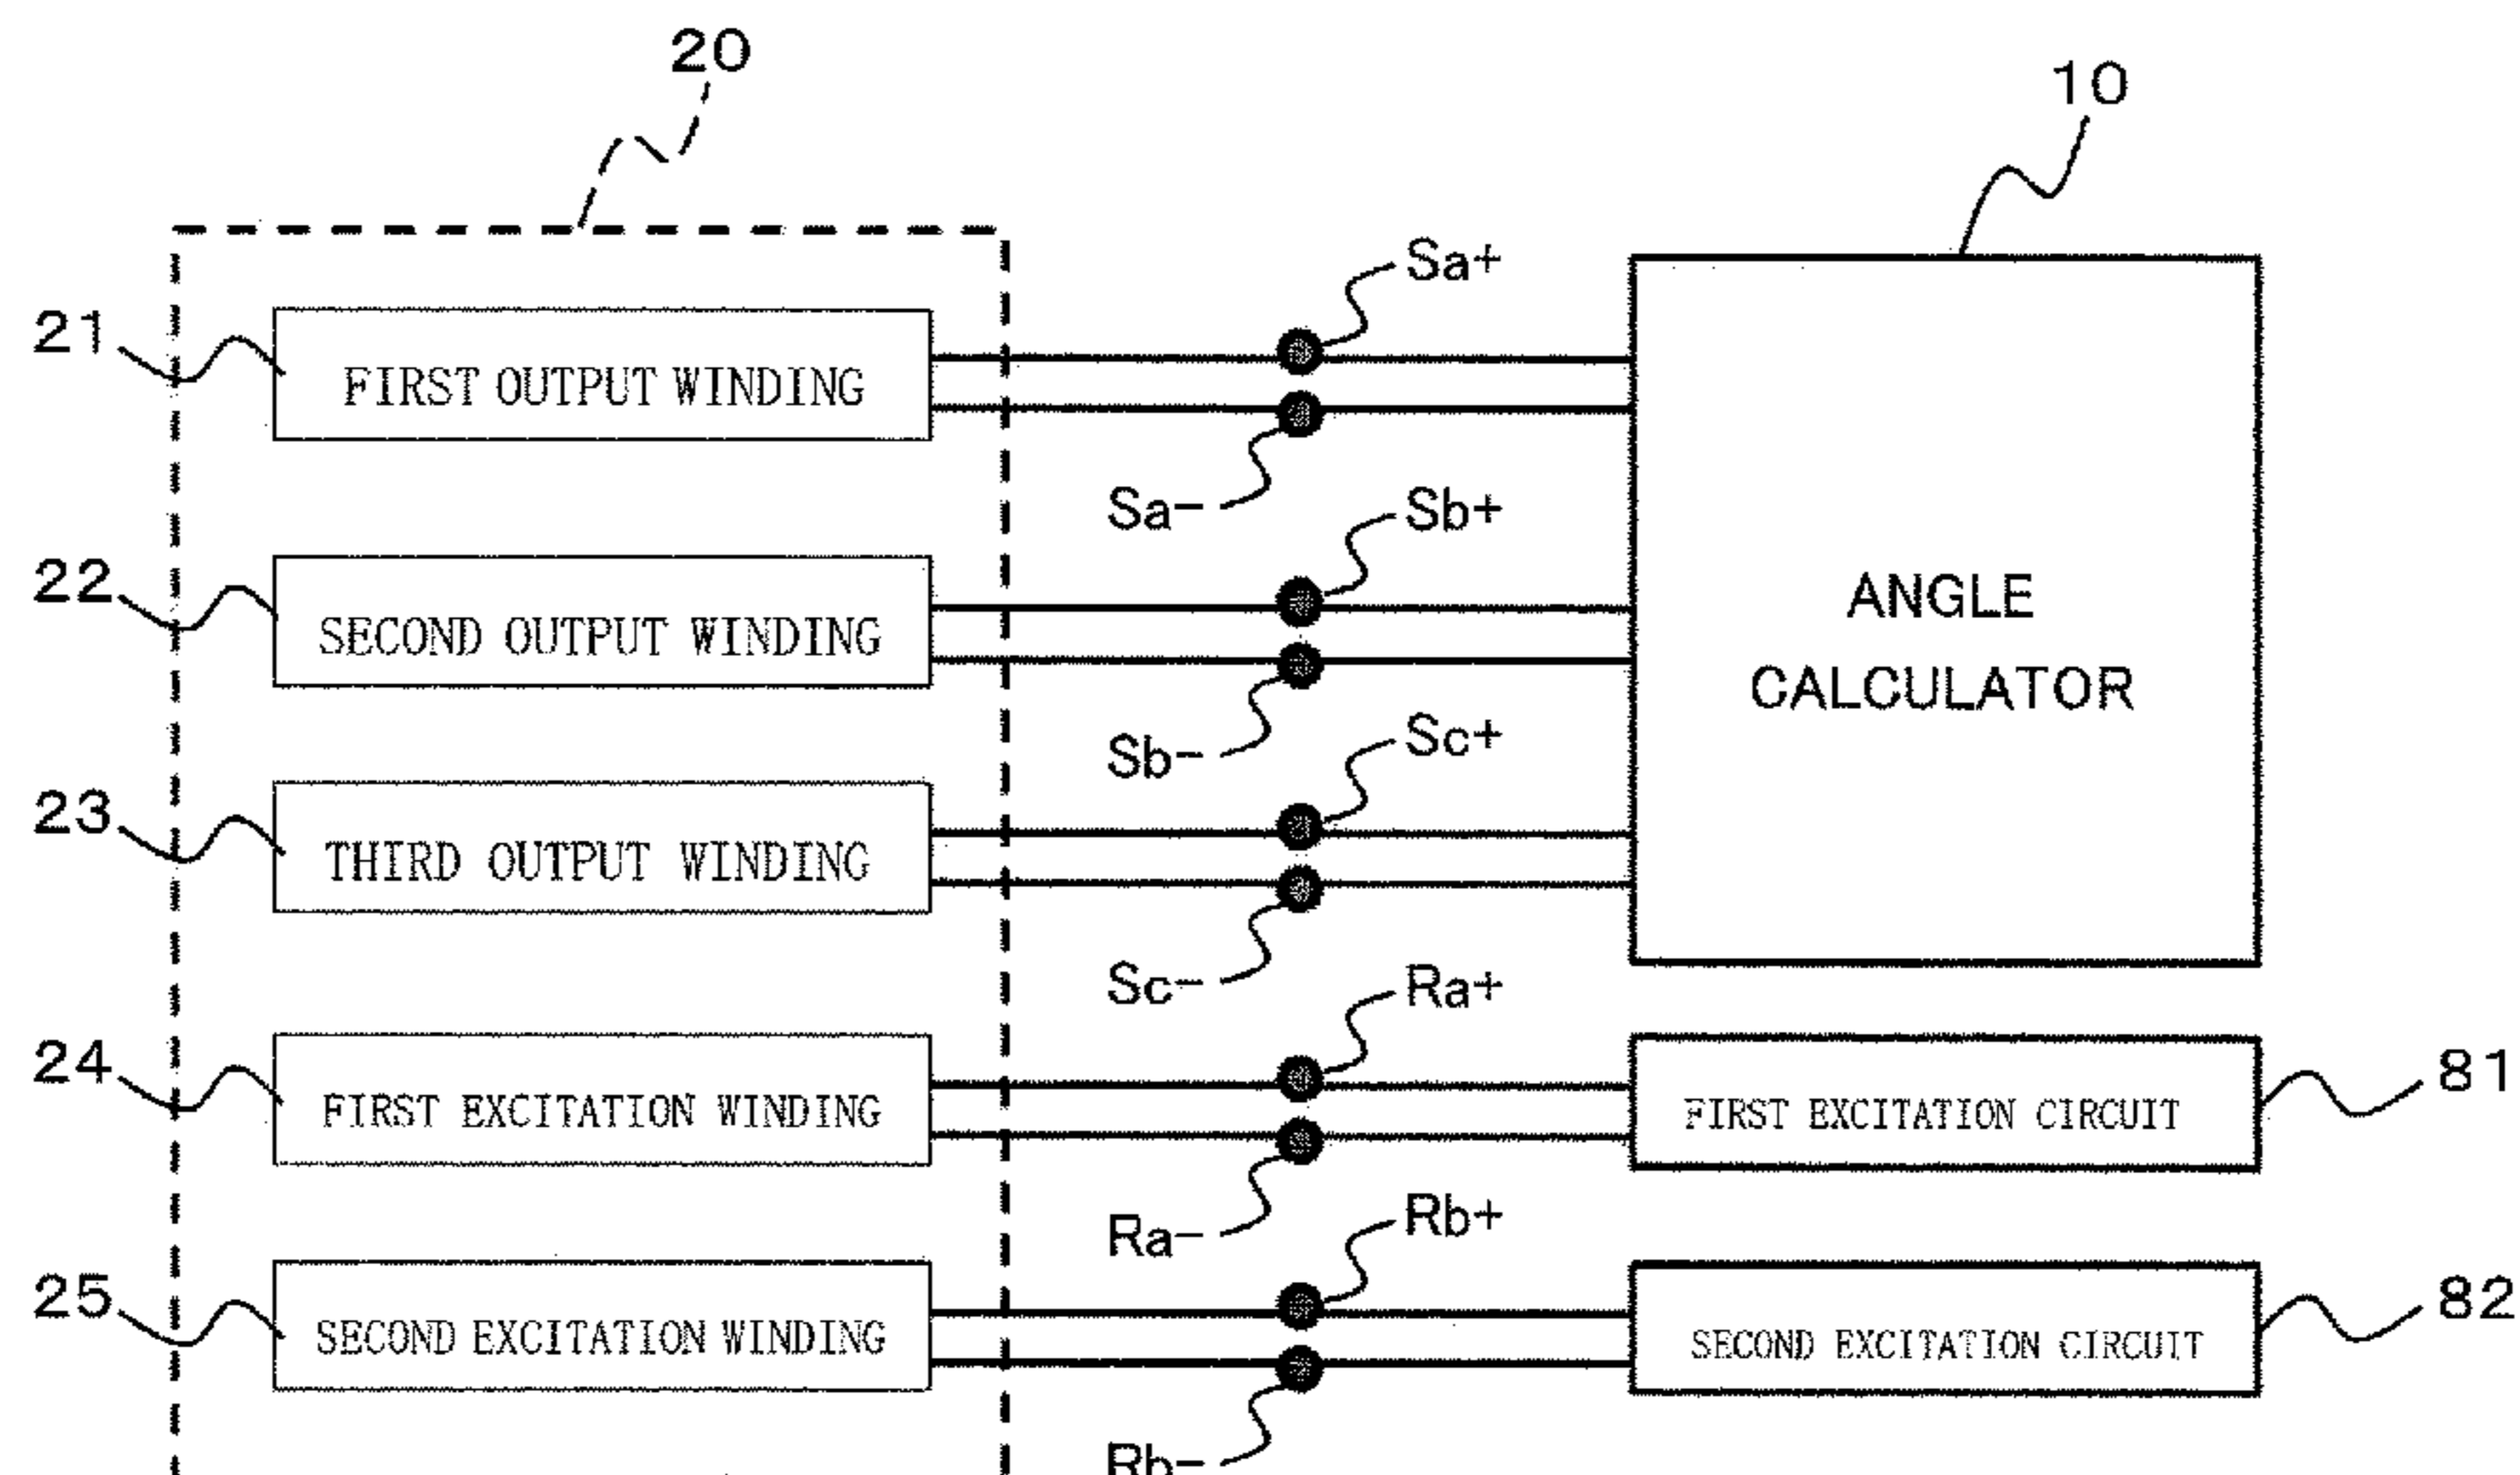 20
10
Sa+
21
FIRST OUTPUT WINDING
Sa-
Sb+
22
SECOND OUTPUT WINDING
ANGLE
CALCULATOR
Sb-
Sc+
23
THIRD OUTPUT WINDING
Sc-
Ra+
24
FIRST EXCITATION WINDING
FIRST EXCITATION CIRCUIT
81
Ra-
Rb+
25
SECOND EXCITATION WINDING
SECOND EXCITATION CIRCUIT
82
Rb-